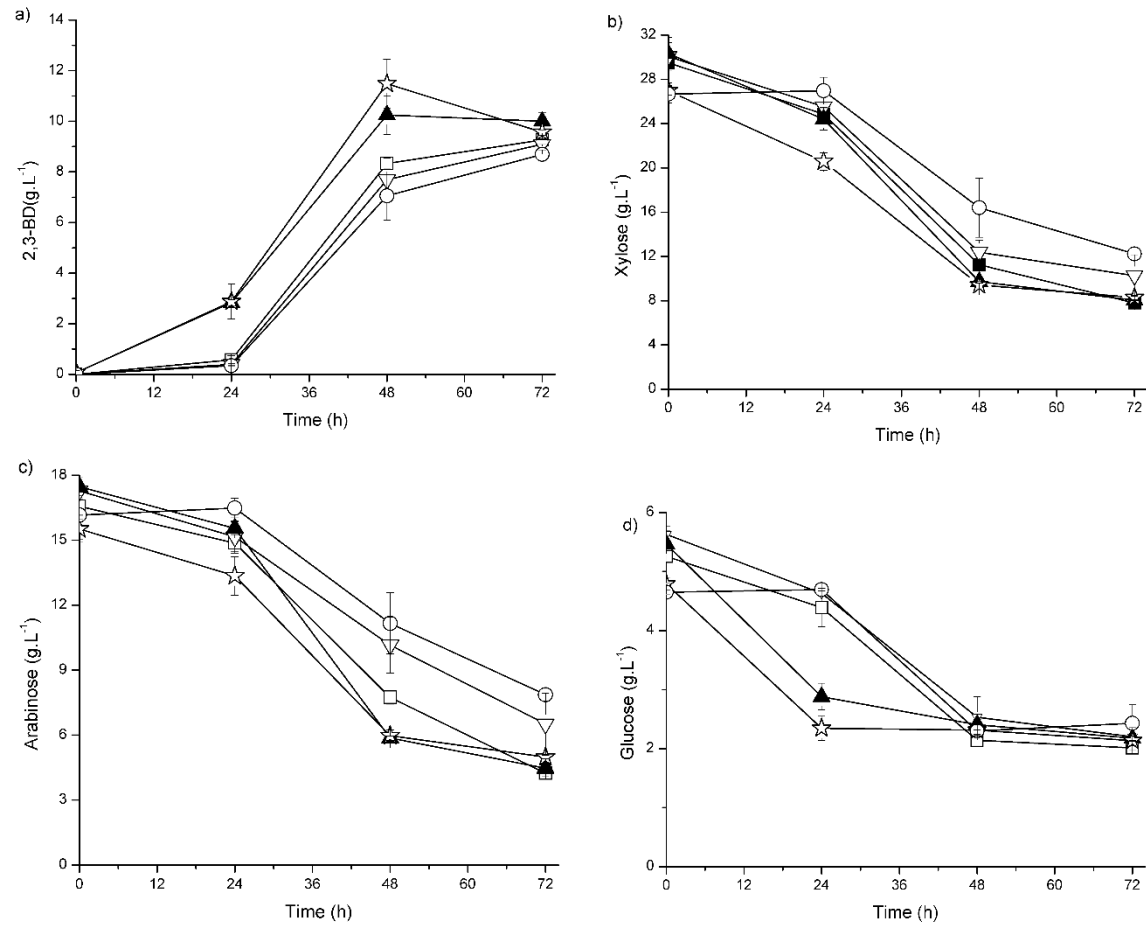 a)
14
12
10
8
6
4
2
0
2,3-BD(g.L⁻¹)
0 12 24 36 48 60 72
Time (h)
b)
32
28
24
20
16
12
8
4
0
Xylose (g.L⁻¹)
0 12 24 36 48 60 72
Time (h)
c)
18
15
12
9
6
3
0
Arabinose (g.L⁻¹)
0 12 24 36 48 60 72
Time (h)
d)
6
4
2
0
Glucose (g.L⁻¹)
0 12 24 36 48 60 72
Time (h)